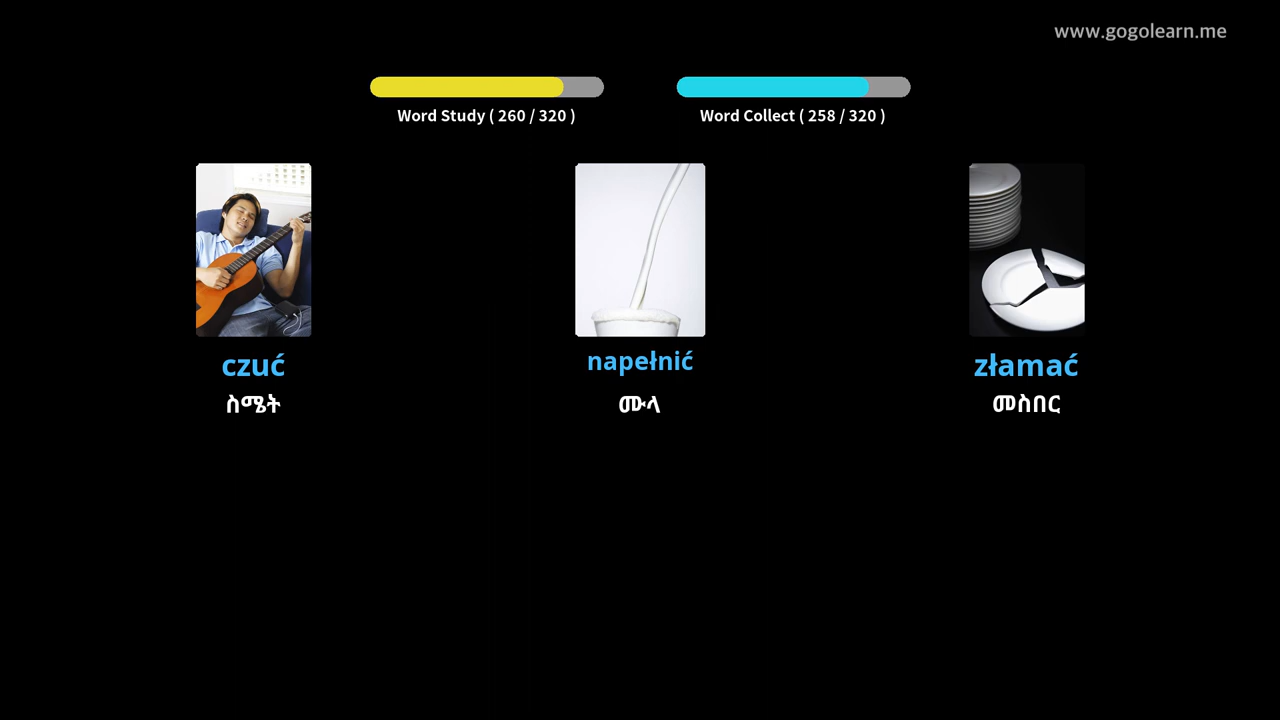 www.gogolearn.me
Word Study ( 260 / 320 )
Word Collect ( 258 / 320 )
czuć
napełnić
złamać
ስሜት
ሙላ
መስበር